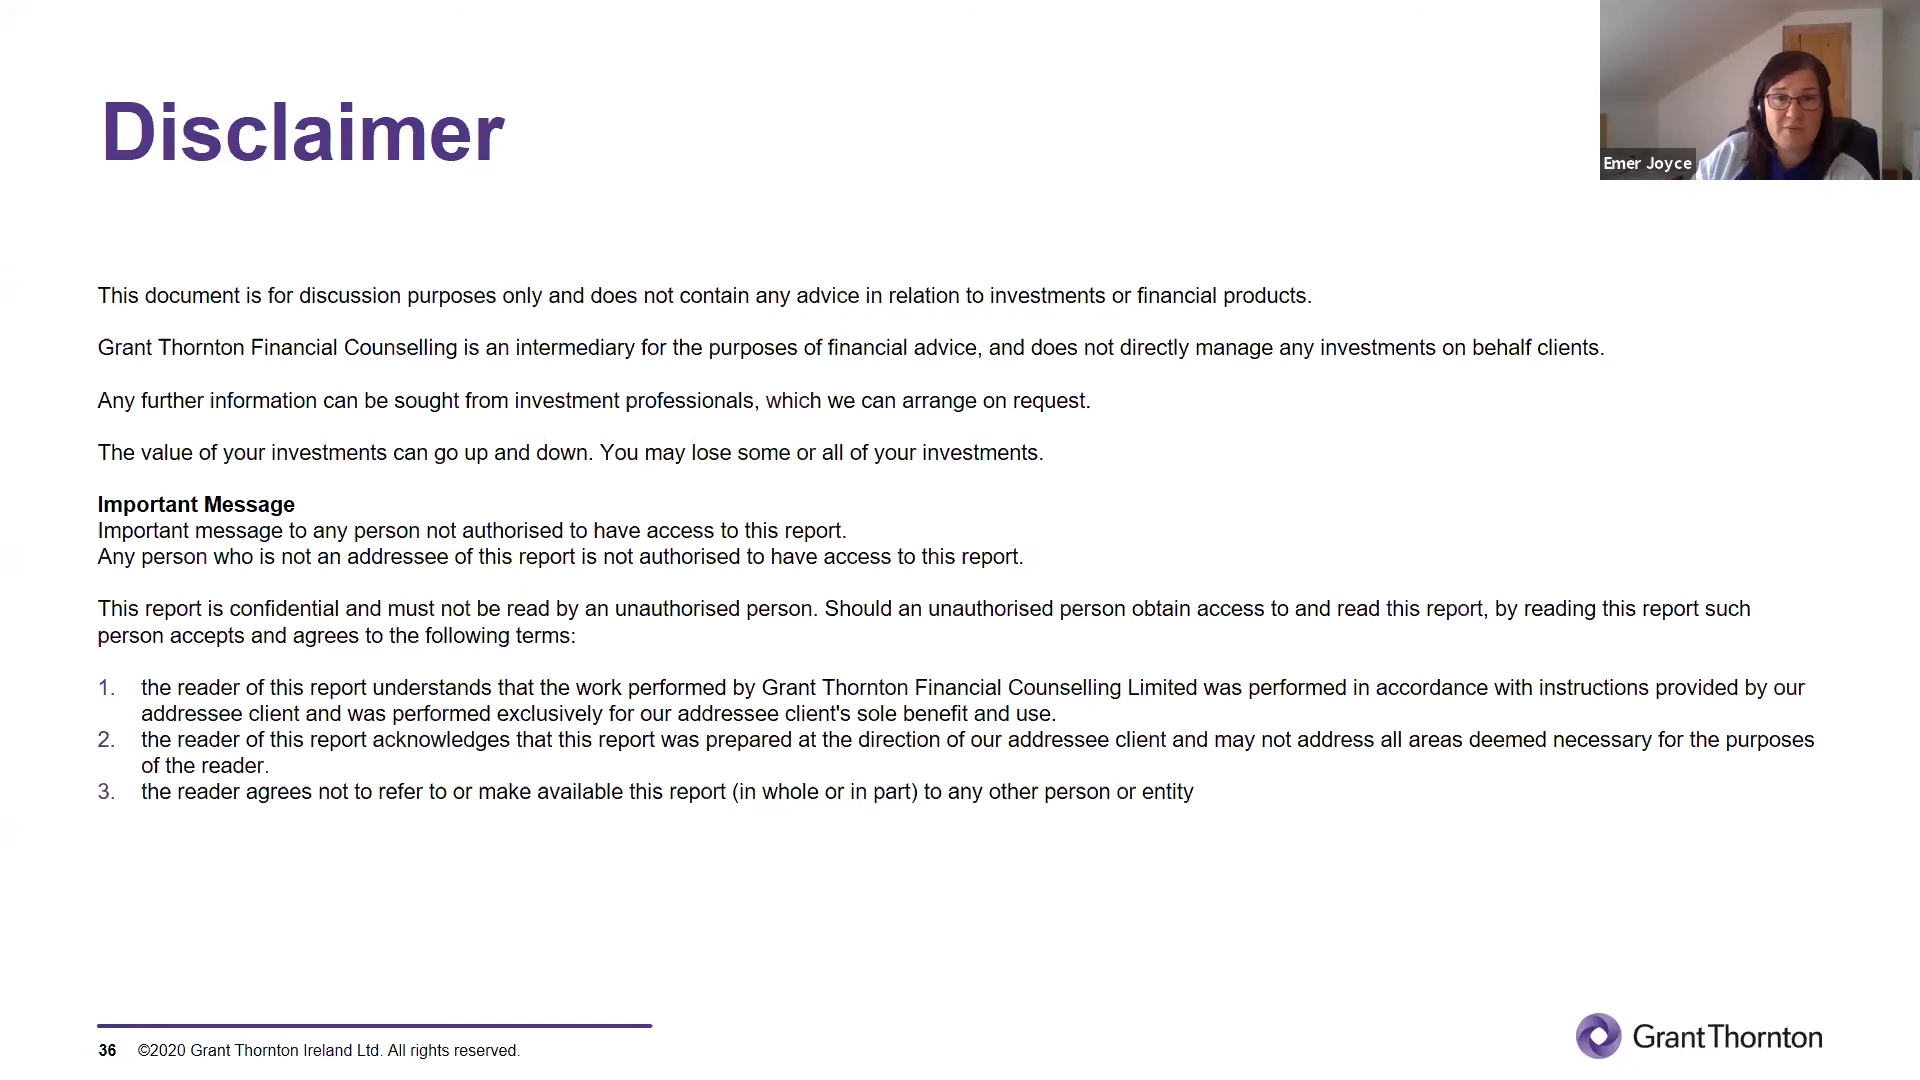 Disclaimer
Emer Joyce
This document is for discussion purposes only and does not contain any advice in relation to investments or financial products.
Grant Thornton Financial Counselling is an intermediary for the purposes of financial advice, and does not directly manage any investments on behalf clients.
Any further information can be sought from investment professionals, which we can arrange on request.
The value of your investments can go up and down. You may lose some or all of your investments.
Important Message
Important message to any person not authorised to have access to this report.
Any person who is not an addressee of this report is not authorised to have access to this report.
This report is confidential and must not be read by an unauthorised person. Should an unauthorised person obtain access to and read this report, by reading this report such
person accepts and agrees to the following terms:
1. the reader of this report understands that the work performed by Grant Thornton Financial Counselling Limited was performed in accordance with instructions provided by our
addressee client and was performed exclusively for our addressee client's sole benefit and use.
2. the reader of this report acknowledges that this report was prepared at the direction of our addressee client and may not address all areas deemed necessary for the purposes
of the reader.
3. the reader agrees not to refer to or make available this report (in whole or in part) to any other person or entity
36 ©2020 Grant Thornton Ireland Ltd. All rights reserved.
GrantThornton